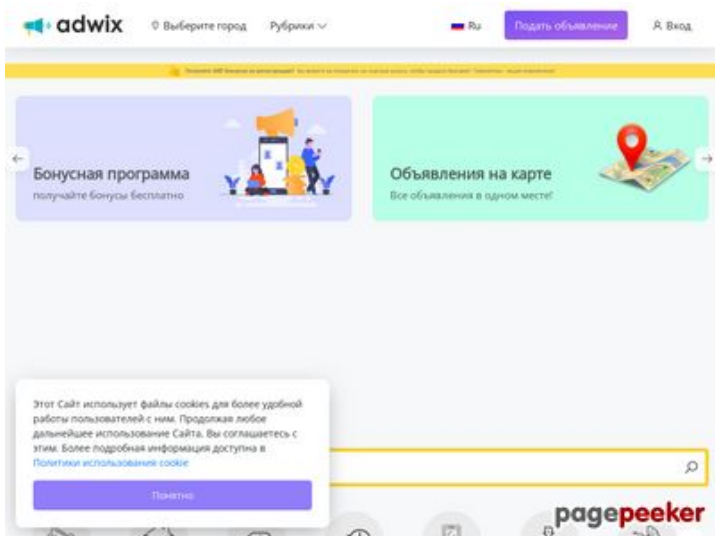 adwix
Выберите город
Рубрики
Ru
Подать объявление
Вход
Бонусная программа
получайте бонусы бесплатно
Объявления на карте
Все объявления в одном месте!
Этот Сайт использует файлы cookies для более удобной
работы пользователей с ним. Продолжая любое
дальнейшее использование Сайта, Вы соглашаетесь с
этим. Более подробная информация доступна в
Политики использования cookie
Понятно
pagepeeker